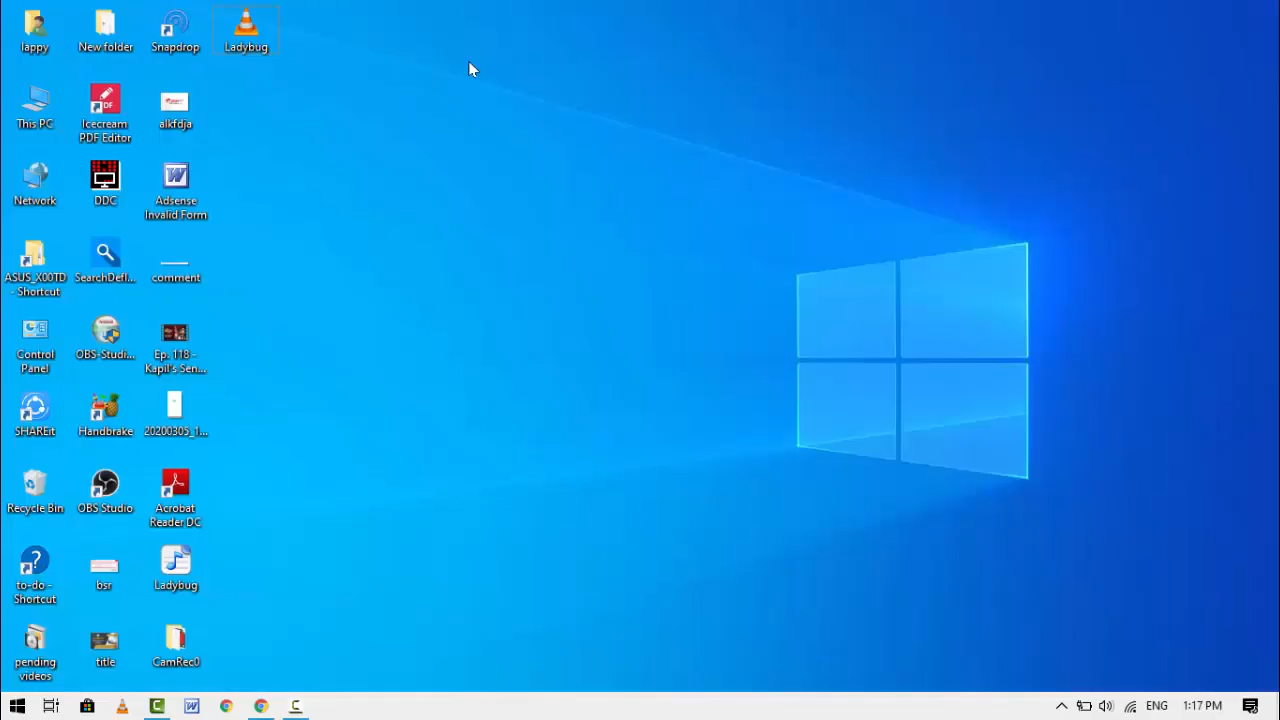 lappy
New folder
Snapdrop
Ladybug
This PC
Icecream
PDF Editor
alkfdja
Network
DDC
Adsense
Invalid Form
ASUS_X00TD
- Shortcut
SearchDefl...
comment
Control
Panel
OBS-Studi...
Ep. 118 -
Kapil's Sen...
SHAREit
Handbrake
20200305_1...
Recycle Bin
OBS Studio
Acrobat
Reader DC
to-do -
Shortcut
bsr
Ladybug
pending
videos
title
CamRec0
ENG
1:17 PM